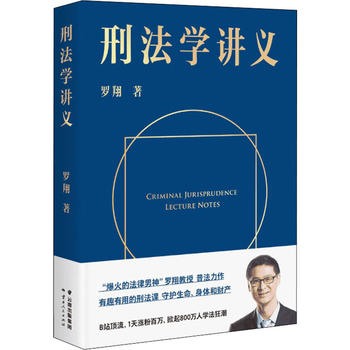 刑法学讲义
罗翔 著
CRIMINAL JURISPRUDENCE
LECTURE NOTES
“爆火的法律男神”罗翔教授 普法力作
有趣有用的刑法课 守护生命、身体和财产
B站顶流,1天涨粉百万,掀起800万人学法狂潮
刑法学讲义
罗翔 著
云南出版集团
云南人民出版社